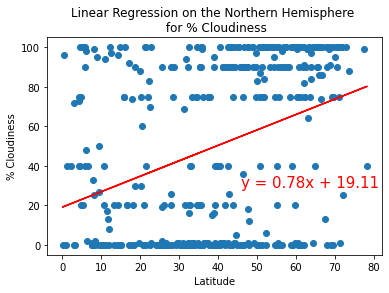 Linear Regression on the Northern Hemisphere
for % Cloudiness
100
80
60
40
20
0
% Cloudiness
y = 0.78x + 19.11
0 10 20 30 40 50 60 70 80
Latitude